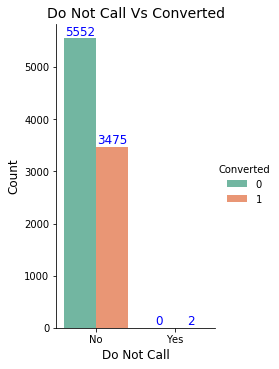 Do Not Call Vs Converted
5552
5000
4000
3475
3000
2000
1000
0
Count
0
2
No
Yes
Do Not Call
Converted
0
1